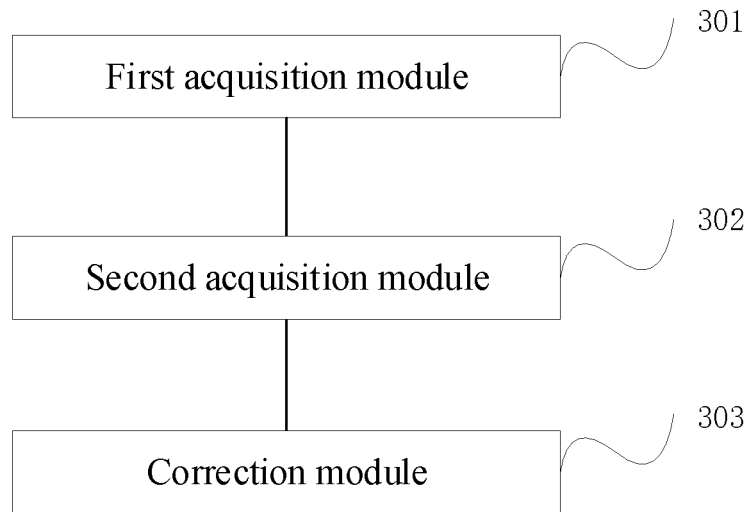 301
First acquisition module
302
Second acquisition module
303
Correction module